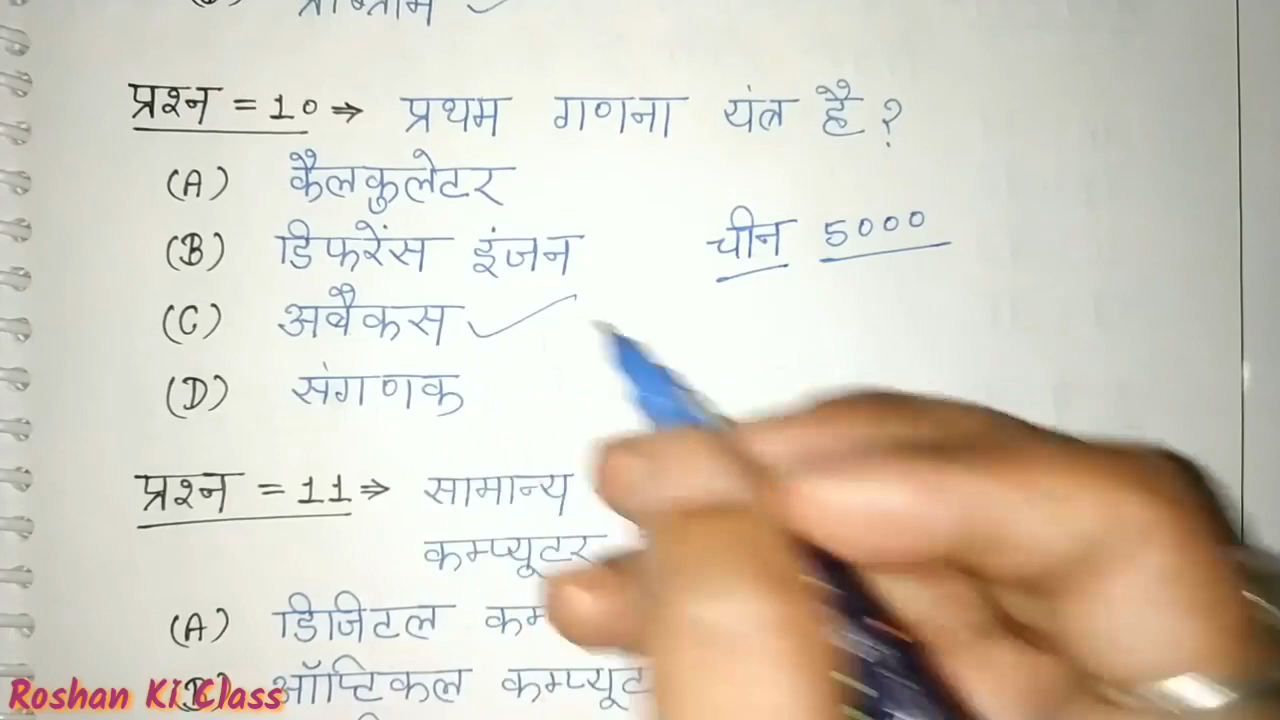 प्रश्न = 10 ⇒ प्रथम गणना यंत्र है ?
(A) कैलकुलेटर
(B) डिफरेंस इंजन
चीन 5000
(C) अबैकस ✓
(D) संगणक
प्रश्न = 11 ⇒ सामान्य
कम्प्यूटर
(A) डिजिटल
ऑप्टिकल
Roshan Ki Class